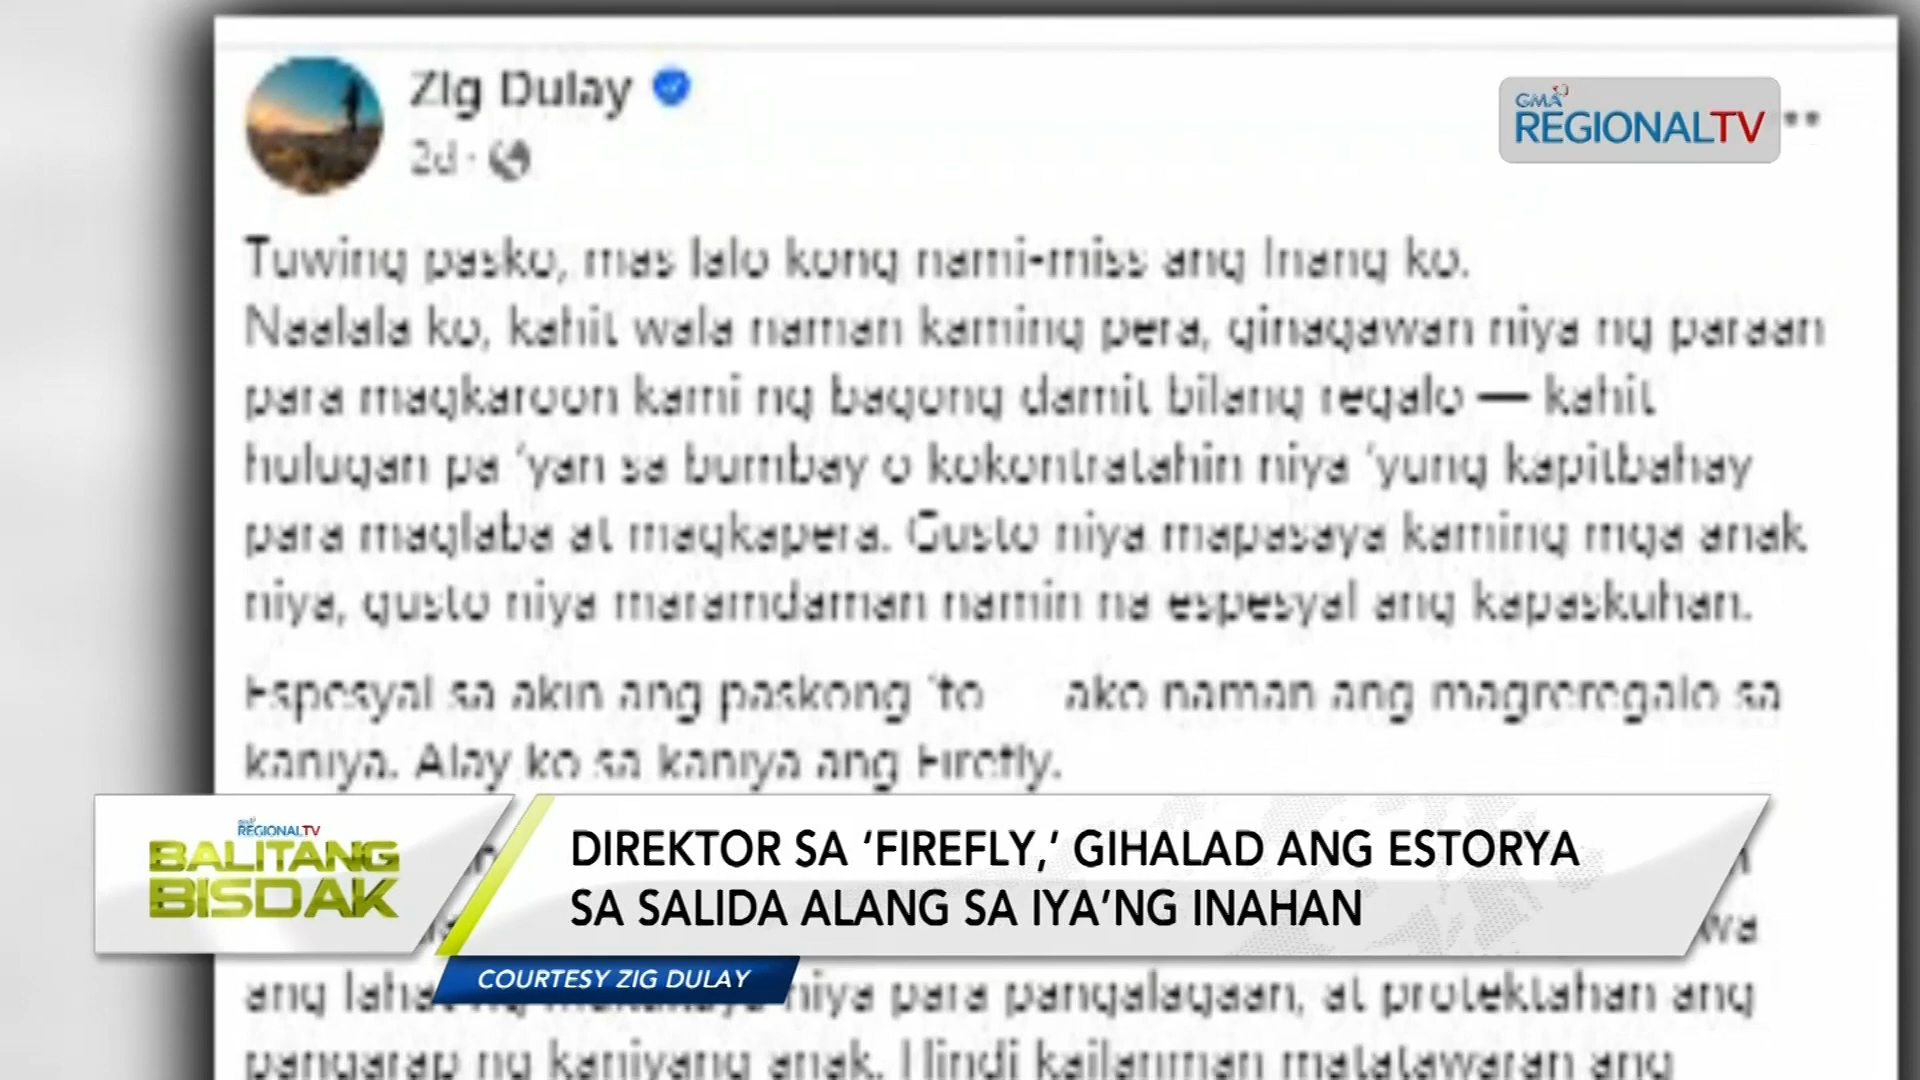 Zig Dulay
2d ·
GMA
REGIONALTV
Tuwing pasko, mas lalo kong nami-miss ang Inang ko.
Naalala ko, kahit wala naman kaming pera, ginagawan niya ng paraan
para magkaroon kami ng bagong damit bilang regalo — kahit
hulugan pa 'yan sa bumbay o kokontratahin niya 'yung kapitbahay
para maglaba at magkapera. Gusto niya mapasaya kaming mga anak
niya, gusto niya maramdaman namin na espesyal ang kapaskuhan.
Espesyal sa akin ang paskong 'to ako naman ang magreregalo sa
kaniya. Alay ko sa kaniya ang Firefly.
REGIONALTV
BALITANG
BISDAK
DIREKTOR SA ‘FIREFLY,’ GIHALAD ANG ESTORYA
SA SALIDA ALANG SA IYA’NG INAHAN
COURTESY ZIG DULAY
ang niya para pangalagaan, at protektahan ang
pangarap ng kaniyang anak. Hindi kailanman matatawaran ang